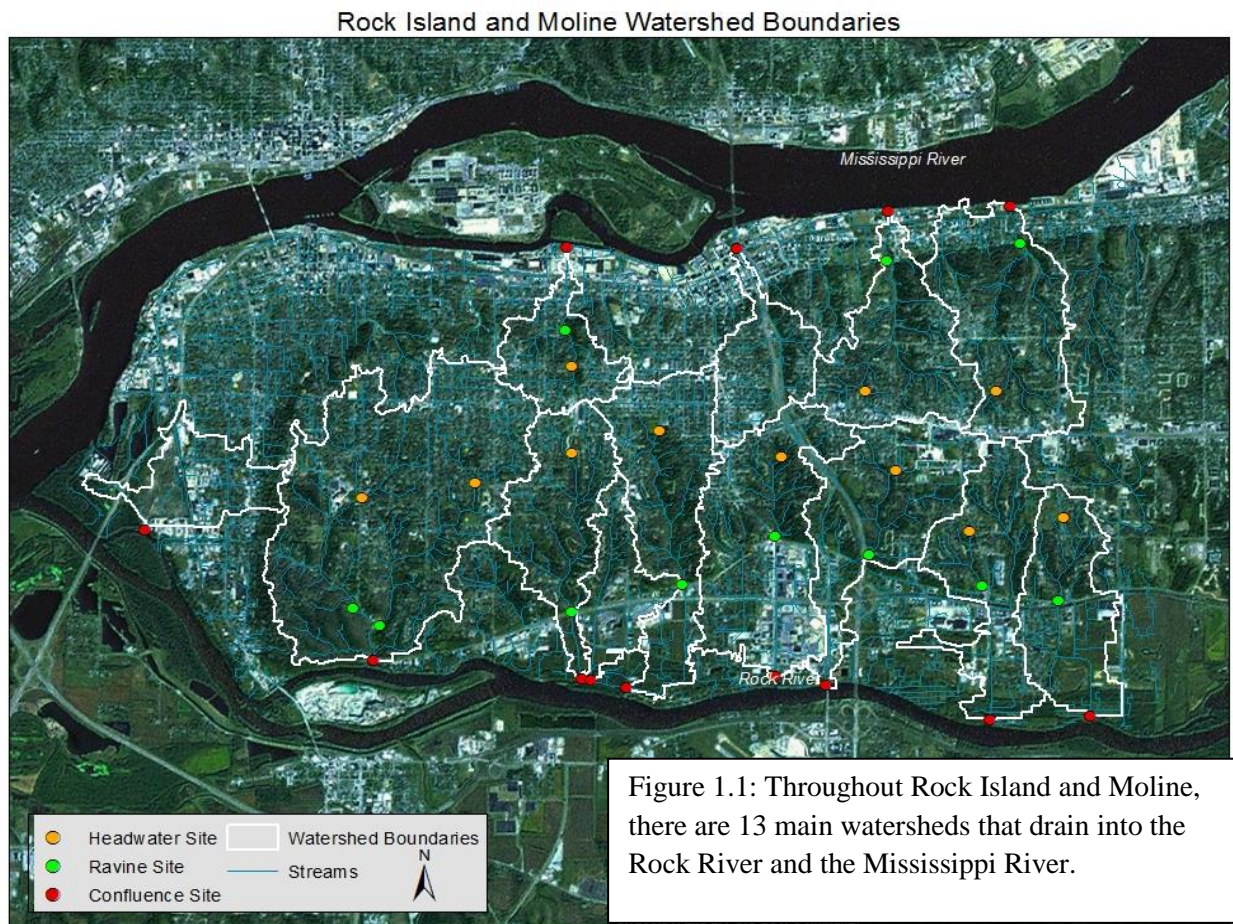 Rock Island and Moline Watershed Boundaries
Mississippi River
Rock River
Figure 1.1: Throughout Rock Island and Moline,
there are 13 main watersheds that drain into the
Rock River and the Mississippi River.
Headwater Site
Ravine Site
Confluence Site
Watershed Boundaries
Streams
N